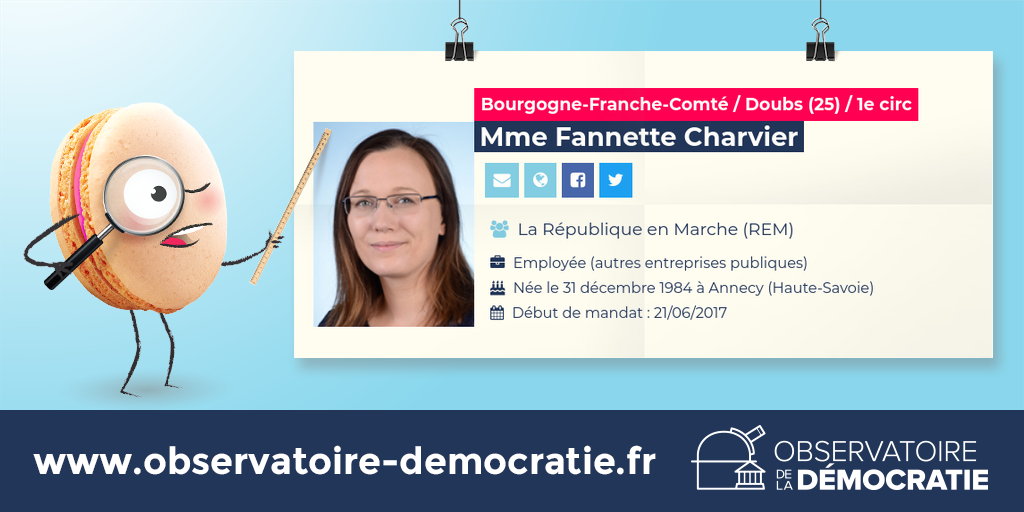 Bourgogne-Franche-Comté / Doubs (25) / 1e circ
Mme Fannette Charvier
La République en Marche (REM)
Employée (autres entreprises publiques)
Née le 31 décembre 1984 à Annecy (Haute-Savoie)
Début de mandat : 21/06/2017
www.observatoire-democratie.fr
OBSERVATOIRE
DE LA DÉMOCRATIE